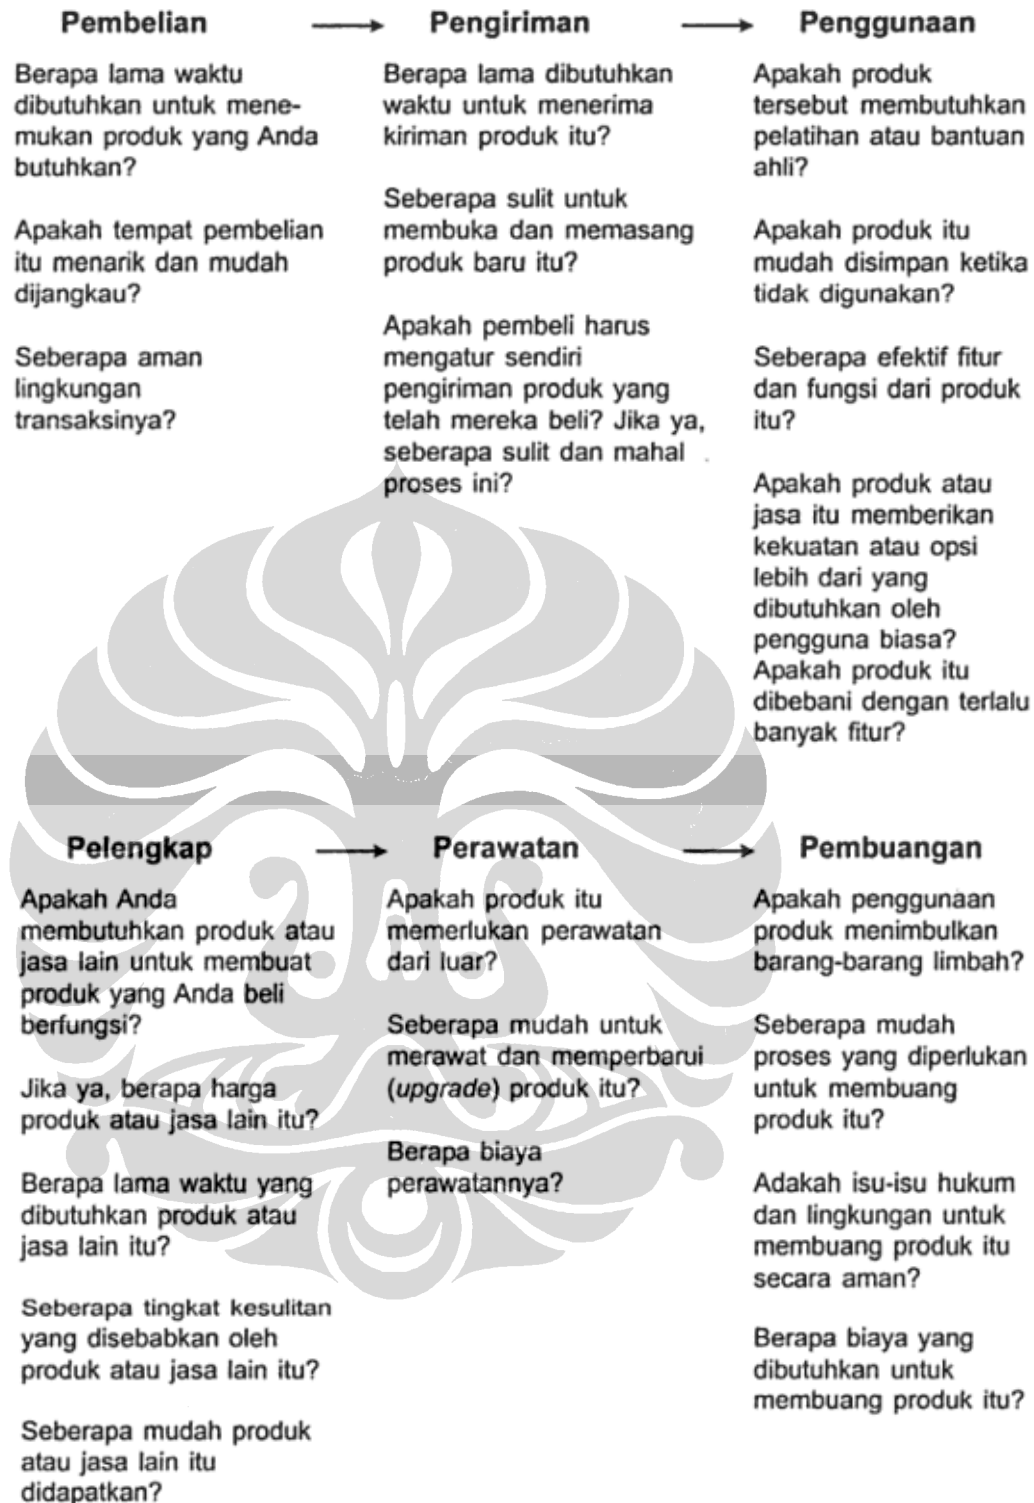 Pembelian → Pengiriman → Penggunaan
Berapa lama waktu
dibutuhkan untuk mene-
mukan produk yang Anda
butuhkan?
Apakah tempat pembelian
itu menarik dan mudah
dijangkau?
Seberapa aman
lingkungan
transaksinya?
Berapa lama dibutuhkan
waktu untuk menerima
kiriman produk itu?
Seberapa sulit untuk
membuka dan memasang
produk baru itu?
Apakah pembeli harus
mengatur sendiri
pengiriman produk yang
telah mereka beli? Jika ya,
seberapa sulit dan mahal
proses ini?
Apakah produk
tersebut membutuhkan
pelatihan atau bantuan
ahli?
Apakah produk itu
mudah disimpan ketika
tidak digunakan?
Seberapa efektif fitur
dan fungsi dari produk
itu?
Apakah produk atau
jasa itu memberikan
kekuatan atau opsi
lebih dari yang
dibutuhkan oleh
pengguna biasa?
Apakah produk itu
dibebani dengan terlalu
banyak fitur?
Pelengkap → Perawatan → Pembuangan
Apakah Anda
membutuhkan produk atau
jasa lain untuk membuat
produk yang Anda beli
berfungsi?
Jika ya, berapa harga
produk atau jasa lain itu?
Berapa lama waktu yang
dibutuhkan produk atau
jasa lain itu?
Seberapa tingkat kesulitan
yang disebabkan oleh
produk atau jasa lain itu?
Seberapa mudah produk
atau jasa lain itu
didapatkan?
Apakah produk itu
memerlukan perawatan
dari luar?
Seberapa mudah untuk
merawat dan memperbarui
(upgrade) produk itu?
Berapa biaya
perawatannya?
Apakah penggunaan
produk menimbulkan
barang-barang limbah?
Seberapa mudah
proses yang diperlukan
untuk membuang
produk itu?
Adakah isu-isu hukum
dan lingkungan untuk
membuang produk itu
secara aman?
Berapa biaya yang
dibutuhkan untuk
membuang produk itu?